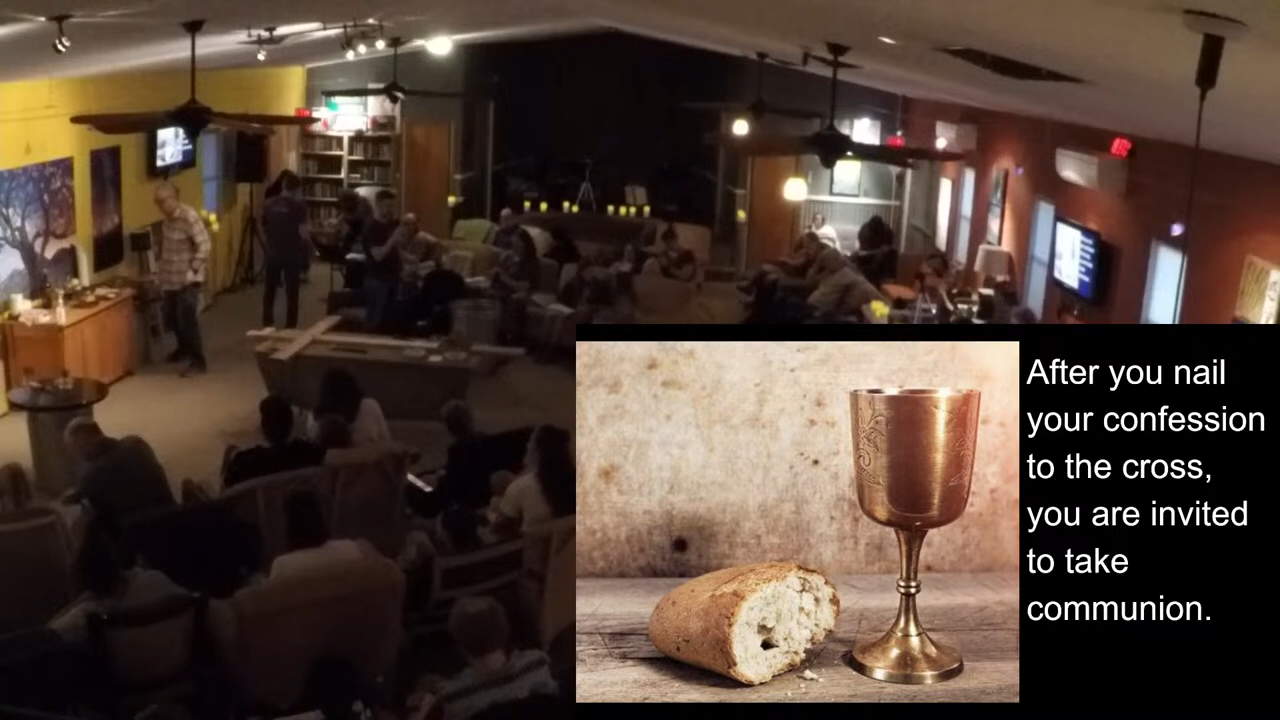 After you nail
your confession
to the cross,
you are invited
to take
communion.